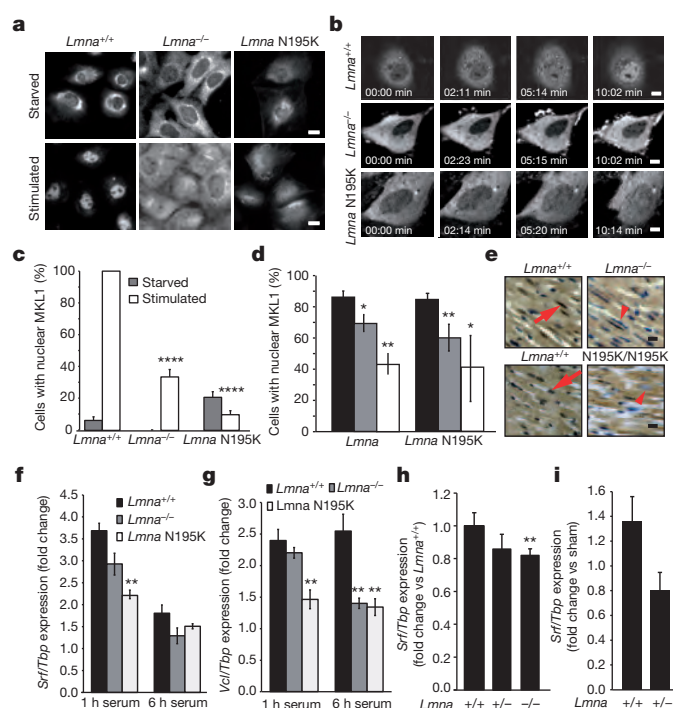 a
Lmna+/+
Lmna−/−
Lmna N195K
Starved
Stimulated
b
Lmna+/+
00:00 min
02:11 min
05:14 min
10:02 min
Lmna−/−
00:00 min
02:23 min
05:15 min
10:02 min
Lmna N195K
00:00 min
02:14 min
05:20 min
10:14 min
c
Cells with nuclear MKL1 (%)
100
80
60
40
20
0
Starved
Stimulated
****
****
Lmna+/+
Lmna−/−
Lmna N195K
d
Cells with nuclear MKL1 (%)
100
80
60
40
20
0
*
**
**
*
Lmna
Lmna N195K
e
Lmna+/+
Lmna−/−
Lmna+/+
N195K/N195K
f
Srf/Tbp expression (fold change)
4.5
4.0
3.5
3.0
2.5
2.0
1.5
1.0
0.5
0.0
Lmna+/+
Lmna−/−
Lmna N195K
**
1 h serum
6 h serum
g
Vcl/Tbp expression (fold change)
3.0
2.5
2.0
1.5
1.0
0.5
0.0
Lmna+/+
Lmna−/−
Lmna N195K
**
** **
1 h serum
6 h serum
h
Srf/Tbp expression
(fold change vs Lmna+/+)
1.2
1.0
0.8
0.6
0.4
0.2
0.0
**
Lmna +/+ +/− −/−
i
Srf/Tbp expression
(fold change vs sham)
1.6
1.4
1.2
1.0
0.8
0.6
0.4
0.2
0.0
Lmna +/+ +/−